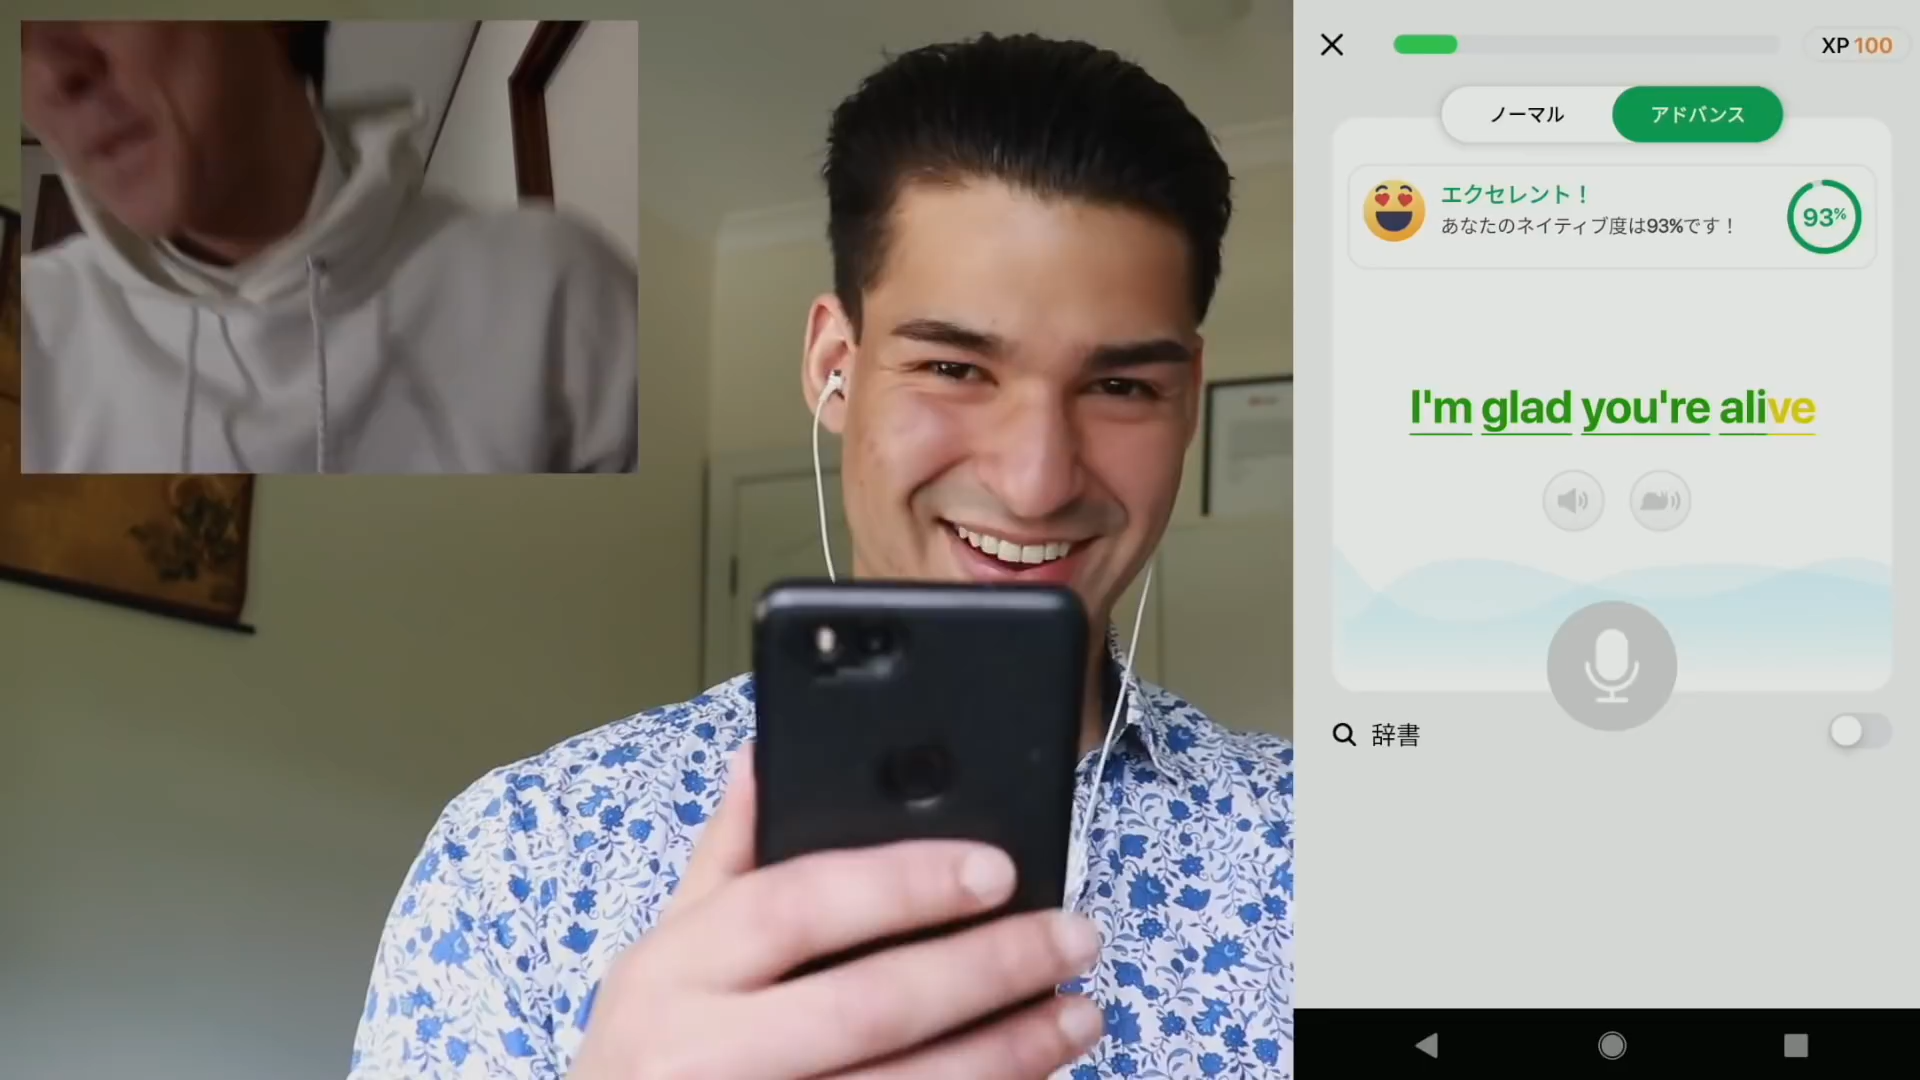 XP 100
ノーマル アドバンス
エクセレント！
あなたのネイティブ度は93%です！
93%
I'm glad you're alive
辞書